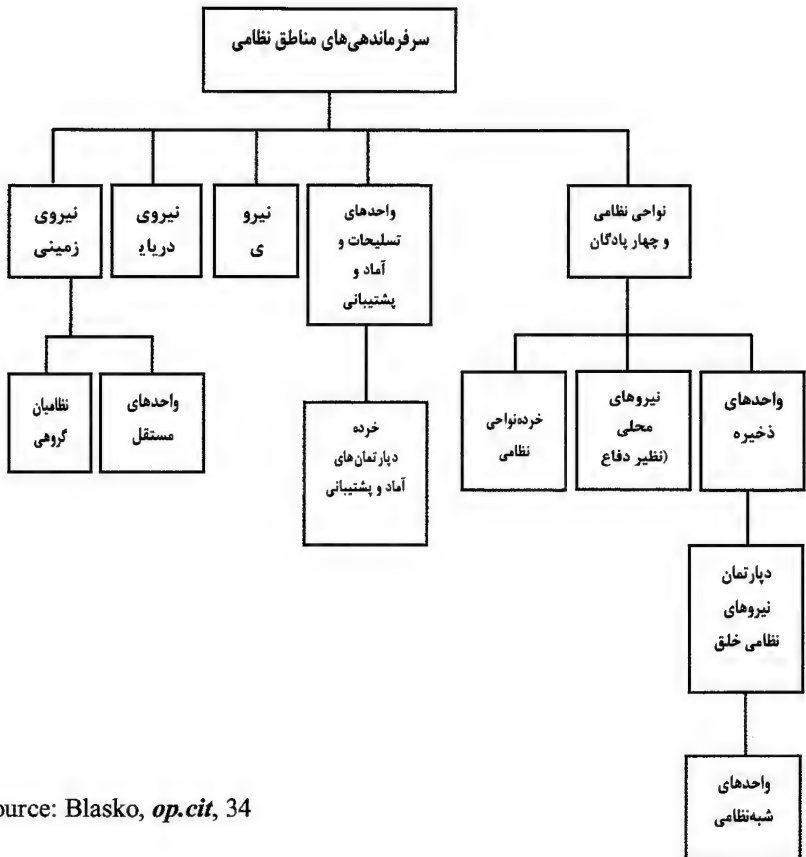 سرفرماندهی‌های مناطق نظامی
نیروی
زمینی
نیروی
دریایﻳ
نیرو
ی
واحدهای
تسلیحات و
آماد و
پشتیبانی
نواحی نظامی
و چهار پادگان
نظامیان
گروهی
واحدهای
مستقل
خرده
دپارتمان‌های
آماد و پشتیبانی
خرده‌نواحی
نظامی
نیروهای
محلی
(نظیر دفاع
واحدهای
ذخیره
دپارتمان
نیروهای
نظامی خلق
واحدهای
شبه‌نظامی
ource: Blasko, op.cit, 34